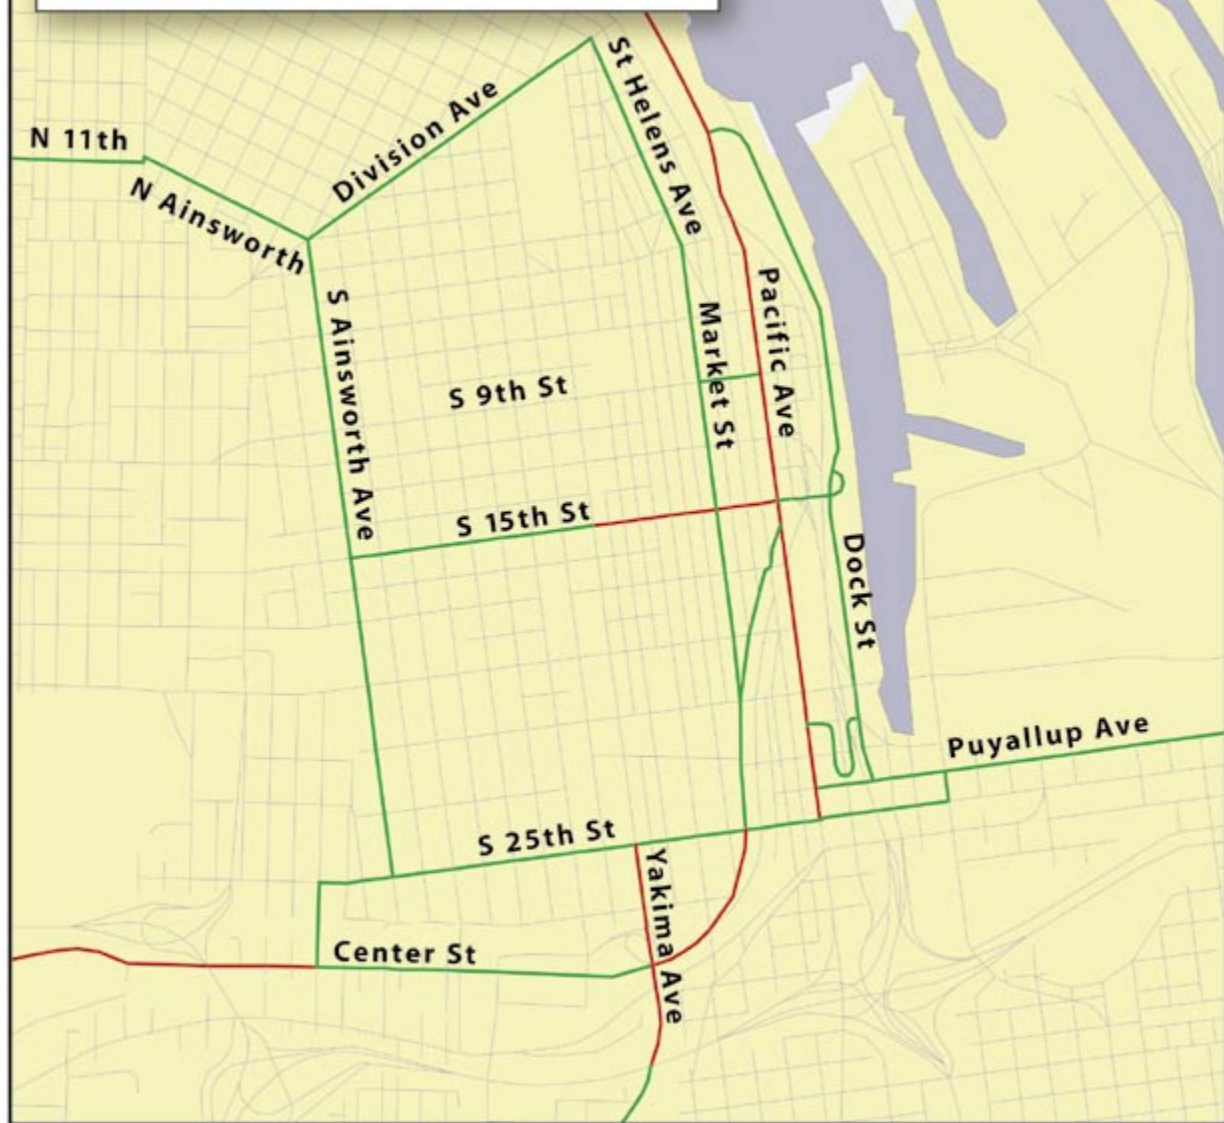 St Helens Ave
Division Ave
N 11th
N Ainsworth
Pacific Ave
S Ainsworth Ave
Market St
S 9th St
S 15th St
Dock St
Puyallup Ave
S 25th St
Yakima Ave
Center St